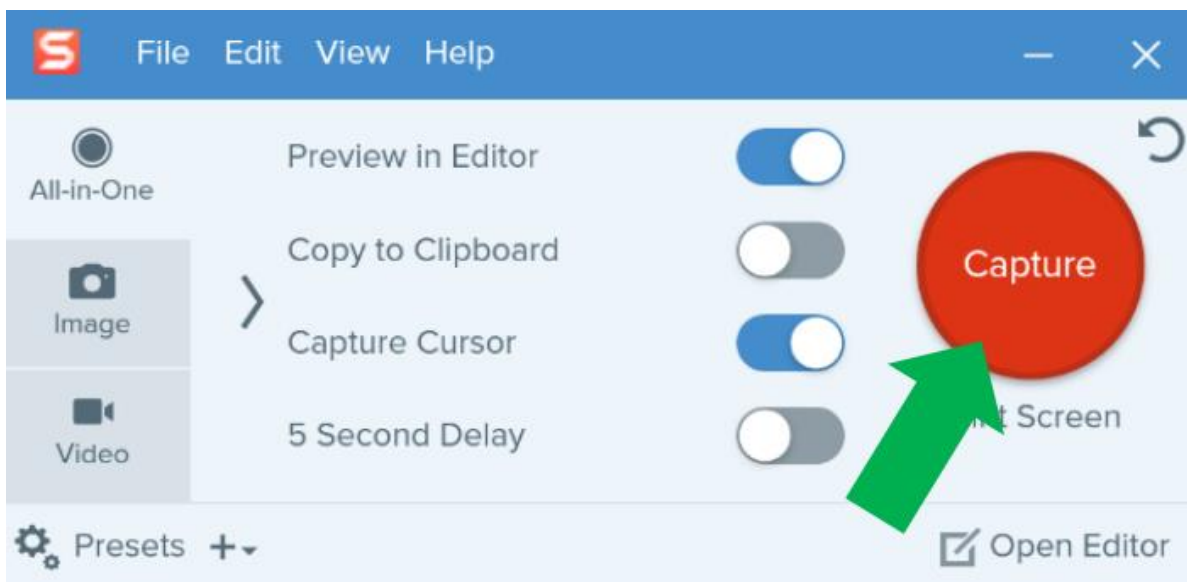 File Edit View Help
All-in-One
Preview in Editor
Copy to Clipboard
Capture
Image
Capture Cursor
Screen
Video
5 Second Delay
Presets
Open Editor